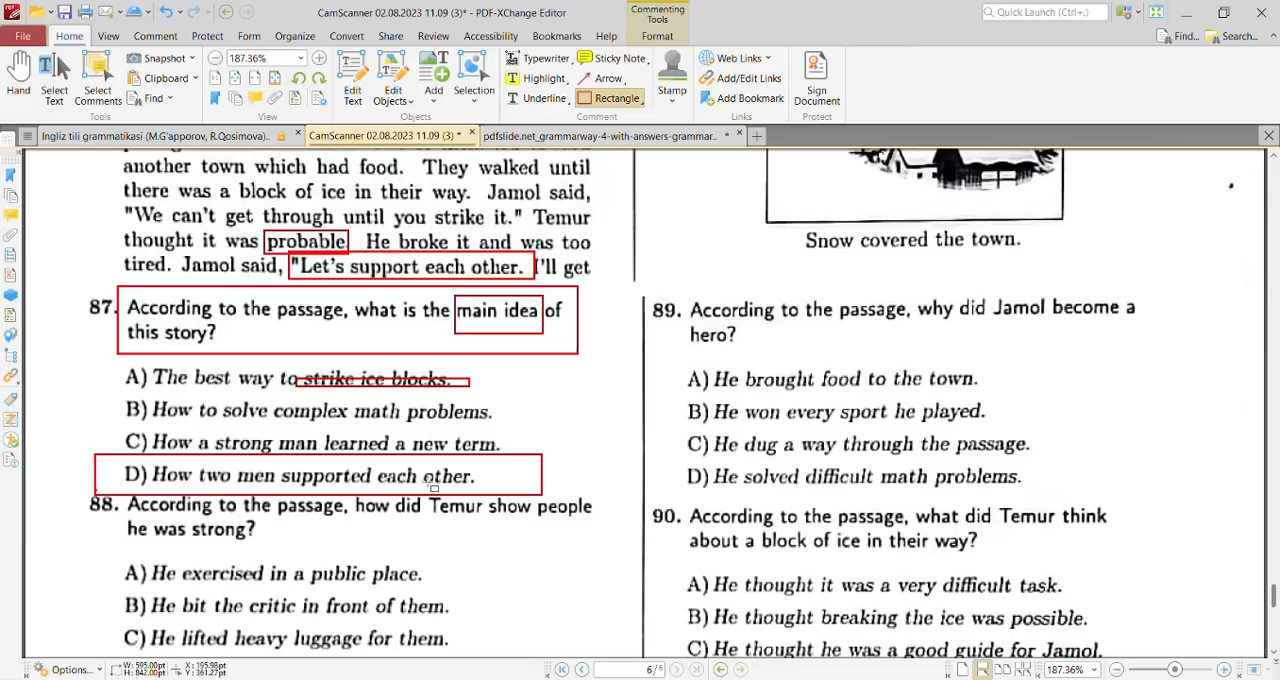 CamScanner 02.08.2023 11.09 (3)* - PDF-XChange Editor
Commenting Tools
Quick Launch (Ctrl+.)
File Home View Comment Protect Form Organize Convert Share Review Accessibility Bookmarks Help Format
Find... Search...
Hand
Select Text
Select Comments
Snapshot
Clipboard
Find
Tools
187.36%
View
Edit Text
Edit Objects
Add
Selection
Objects
Typewriter Sticky Note
Highlight Arrow
Underline Rectangle
Stamp
Comment
Web Links
Add/Edit Links
Add Bookmark
Links
Sign Document
Protect
Ingliz tili grammatikasi (M.G'apporov, R.Qosimova)..
CamScanner 02.08.2023 11.09 (3) *
pdfslide.net_grammarway-4-with-answers-grammar... *
another town which had food. They walked until
there was a block of ice in their way. Jamol said,
"We can't get through until you strike it." Temur
thought it was probable. He broke it and was too
tired. Jamol said, "Let's support each other. I'll get
87. According to the passage, what is the main idea of
this story?
A) The best way to strike ice blocks.
B) How to solve complex math problems.
C) How a strong man learned a new term.
D) How two men supported each other.
88. According to the passage, how did Temur show people
he was strong?
A) He exercised in a public place.
B) He bit the critic in front of them.
C) He lifted heavy luggage for them.
Snow covered the town.
89. According to the passage, why did Jamol become a
hero?
A) He brought food to the town.
B) He won every sport he played.
C) He dug a way through the passage.
D) He solved difficult math problems.
90. According to the passage, what did Temur think
about a block of ice in their way?
A) He thought it was a very difficult task.
B) He thought breaking the ice was possible.
C) He thought he was a good guide for Jamol.
Options...
W: 595.00pt
H: 842.00pt
X: 195.98pt
Y: 361.27pt
6/6
187.36%